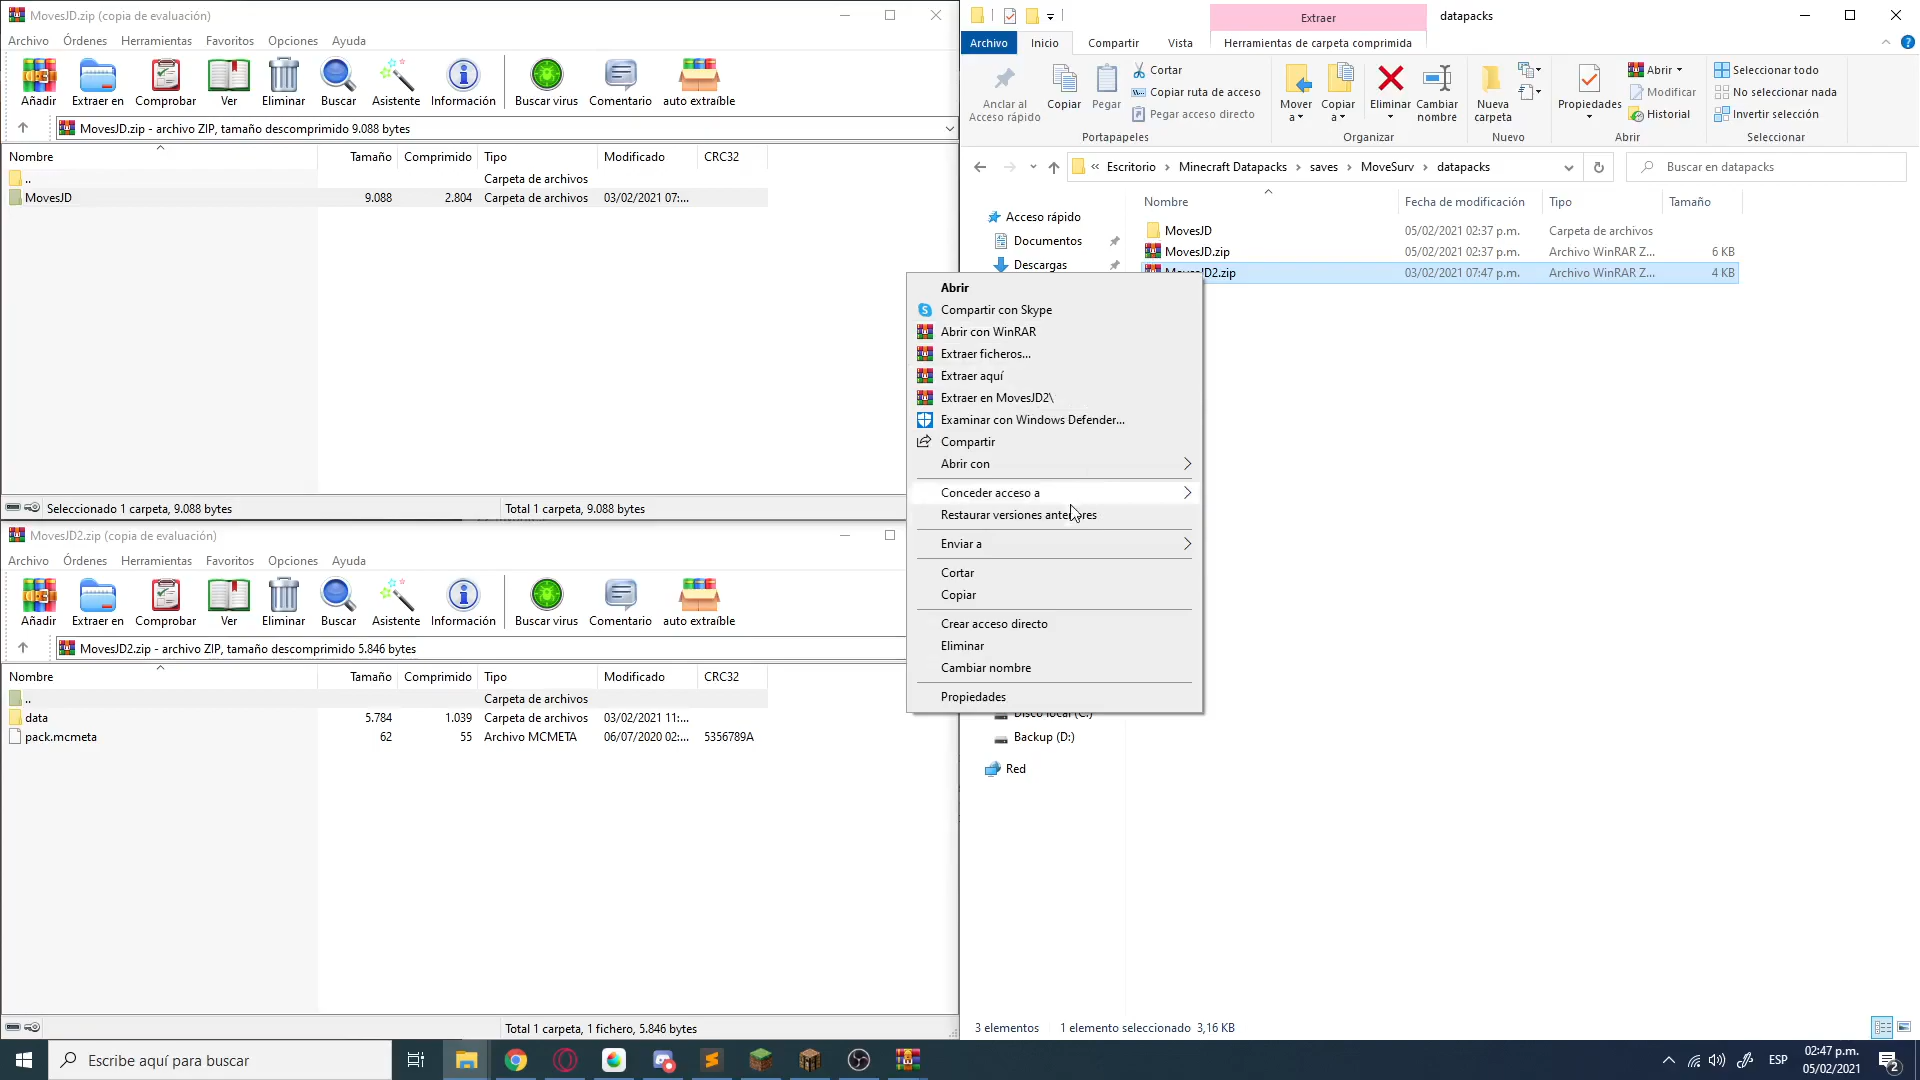 MovesJD.zip (copia de evaluación)
Archivo Órdenes Herramientas Favoritos Opciones Ayuda
Añadir Extraer en Comprobar Ver Eliminar Buscar Asistente Información Buscar virus Comentario auto extraíble
MovesJD.zip - archivo ZIP, tamaño descomprimido 9.088 bytes
Nombre Tamaño Comprimido Tipo Modificado CRC32
.. Carpeta de archivos
MovesJD 9.088 2.804 Carpeta de archivos 03/02/2021 07:...
Seleccionado 1 carpeta, 9.088 bytes Total 1 carpeta, 9.088 bytes
MovesJD2.zip (copia de evaluación)
Archivo Órdenes Herramientas Favoritos Opciones Ayuda
Añadir Extraer en Comprobar Ver Eliminar Buscar Asistente Información Buscar virus Comentario auto extraíble
MovesJD2.zip - archivo ZIP, tamaño descomprimido 5.846 bytes
Nombre Tamaño Comprimido Tipo Modificado CRC32
.. Carpeta de archivos
data 5.784 1.039 Carpeta de archivos 03/02/2021 11:...
pack.mcmeta 62 55 Archivo MCMETA 06/07/2020 02:... 5356789A
Total 1 carpeta, 1 fichero, 5.846 bytes
Extraer datapacks
Archivo Inicio Compartir Vista Herramientas de carpeta comprimida
Anclar al Acceso rápido
Copiar
Pegar
Cortar
Copiar ruta de acceso
Pegar acceso directo
Portapapeles
Mover a
Copiar a
Eliminar
Cambiar nombre
Organizar
Nueva carpeta
Nuevo
Propiedades
Abrir
Modificar
Historial
Abrir
Seleccionar todo
No seleccionar nada
Invertir selección
Seleccionar
« Escritorio › Minecraft Datapacks › saves › MoveSurv › datapacks
Buscar en datapacks
Nombre Fecha de modificación Tipo Tamaño
MovesJD 05/02/2021 02:37 p.m. Carpeta de archivos
MovesJD.zip 05/02/2021 02:37 p.m. Archivo WinRAR Z... 6 KB
MovesJD2.zip 03/02/2021 07:47 p.m. Archivo WinRAR Z... 4 KB
Acceso rápido
Documentos
Descargas
Abrir
Compartir con Skype
Abrir con WinRAR
Extraer ficheros...
Extraer aquí
Extraer en MovesJD2\
Examinar con Windows Defender...
Compartir
Abrir con
Conceder acceso a
Restaurar versiones anteriores
Enviar a
Cortar
Copiar
Crear acceso directo
Eliminar
Cambiar nombre
Propiedades
Disco local (C:)
Backup (D:)
Red
3 elementos 1 elemento seleccionado 3,16 KB
Escribe aquí para buscar
ESP
02:47 p.m.
05/02/2021
2